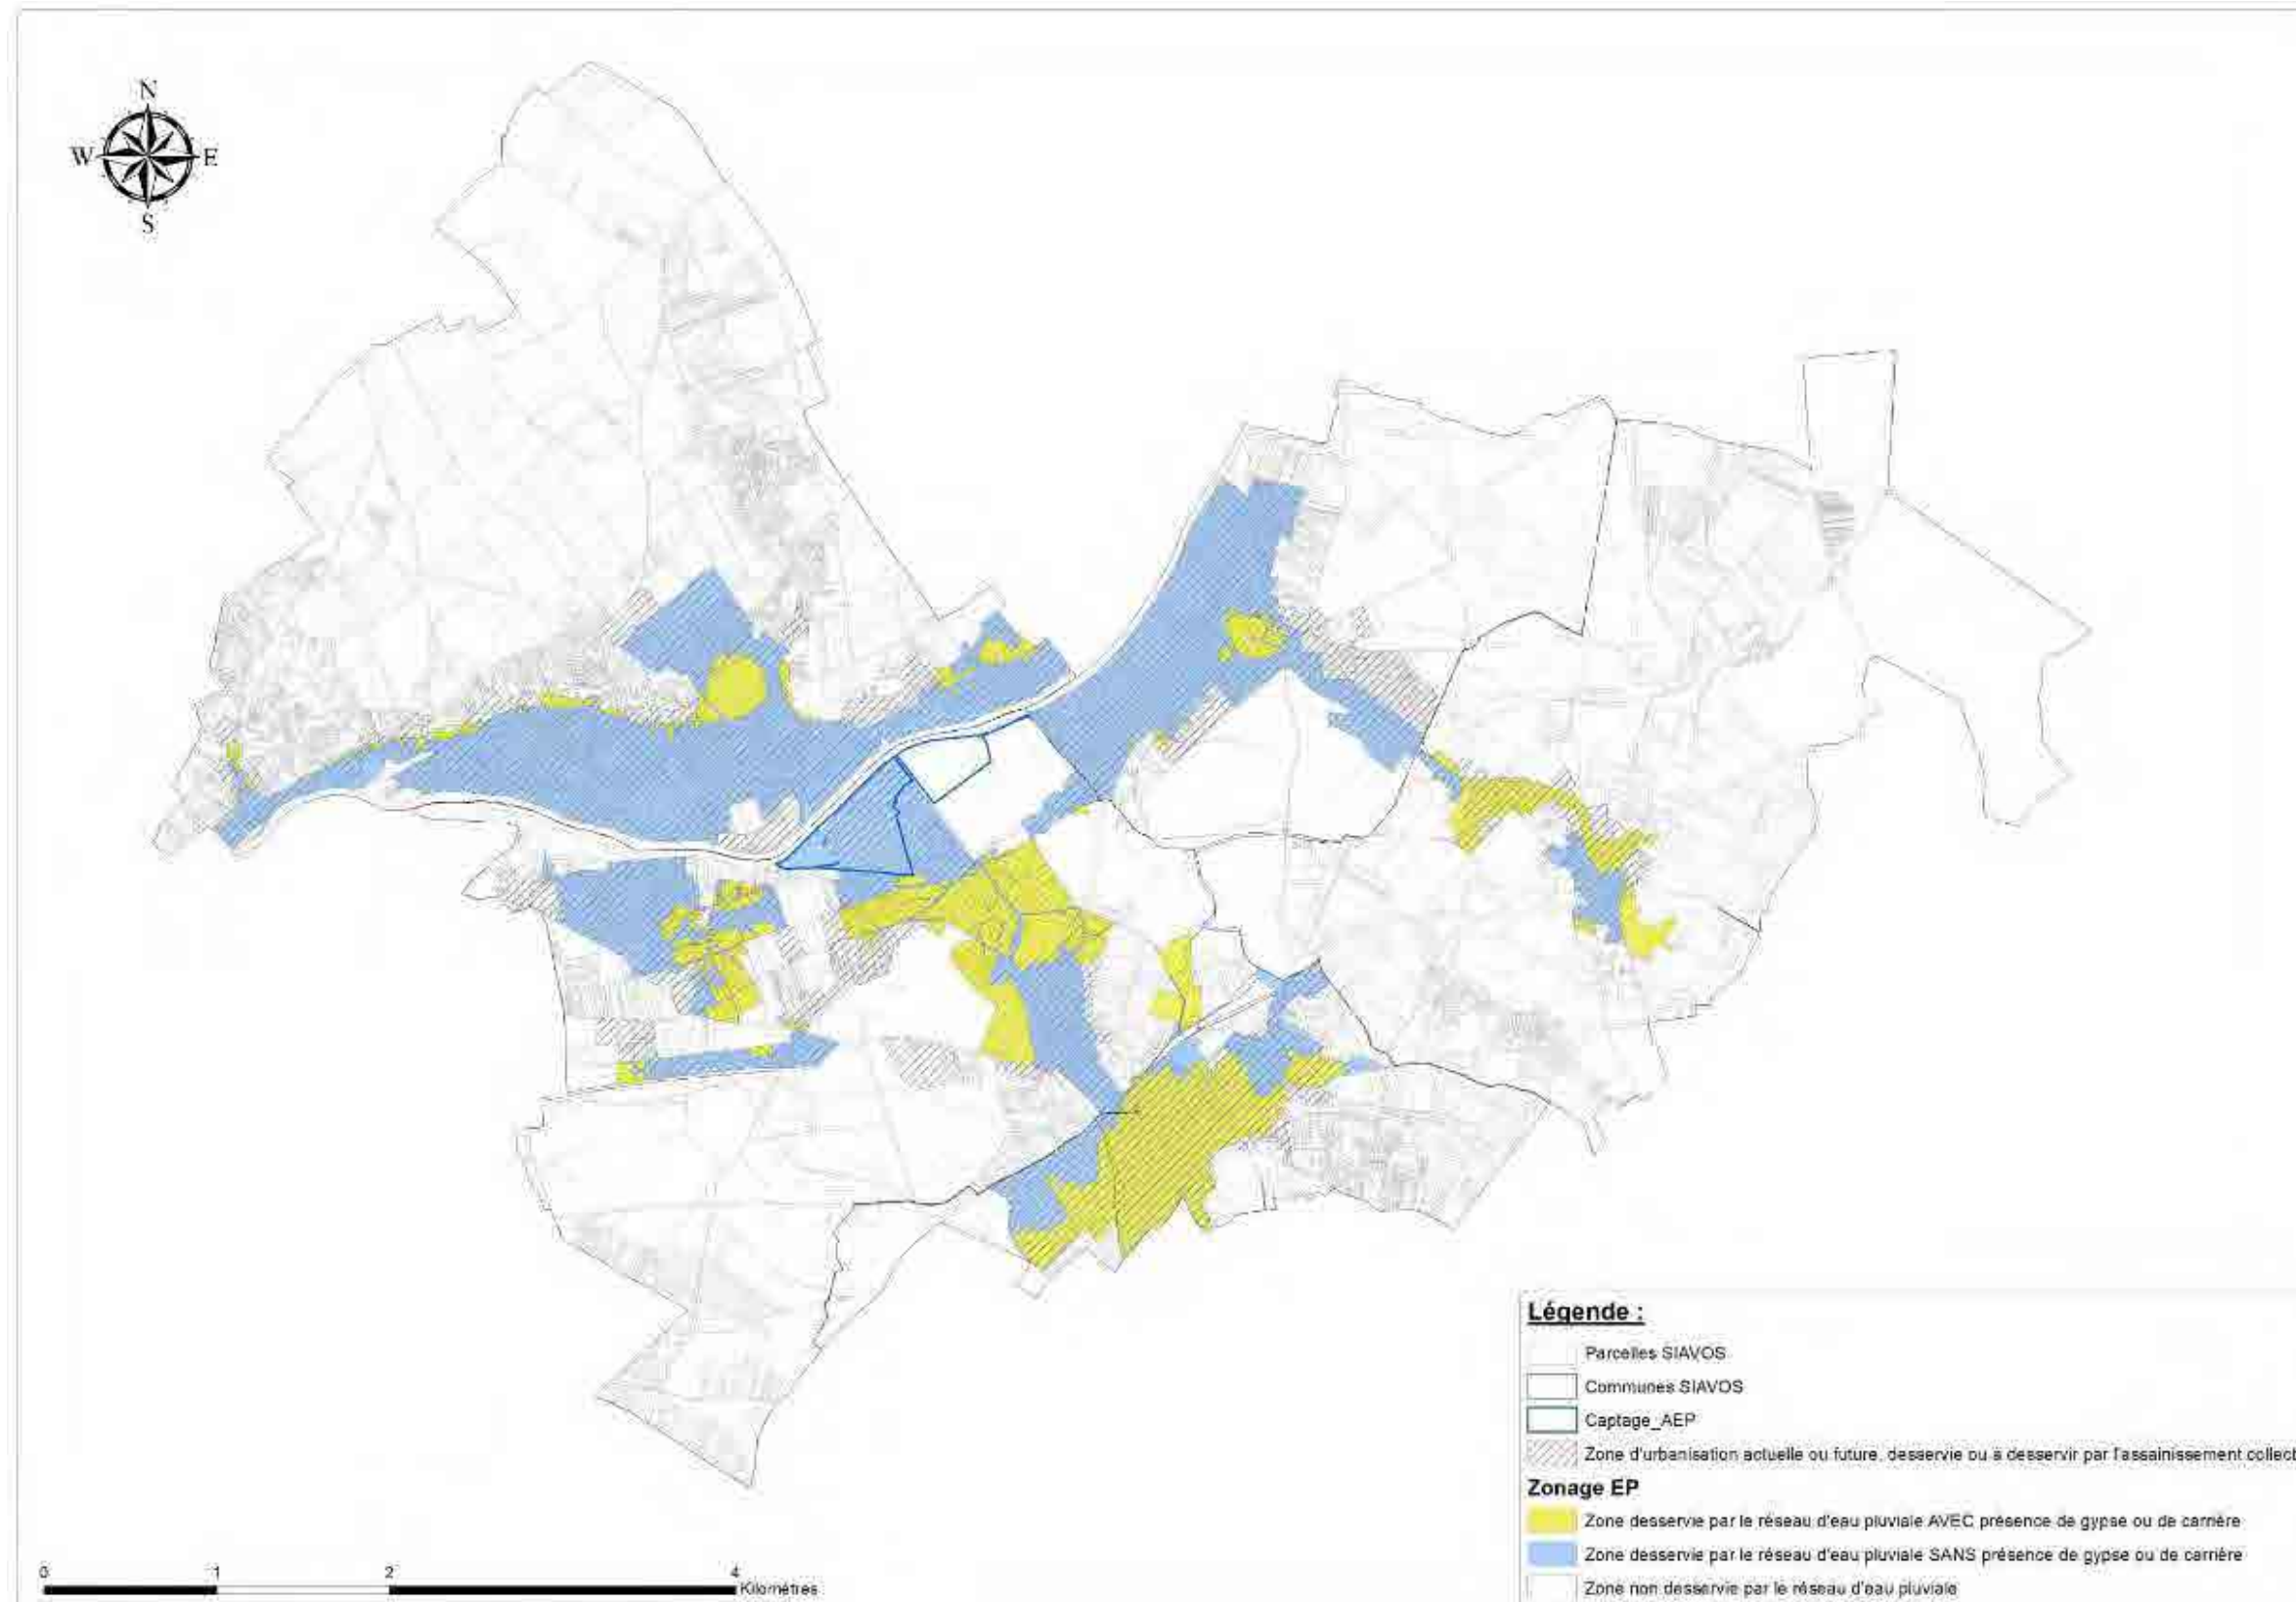 N
W E
S
Légende :
Parcelles SIAVOS
Communes SIAVOS
Captage_AEP
Zone d'urbanisation actuelle ou future, desservie ou à desservir par l'assainissement collect
Zonage EP
Zone desservie par le réseau d'eau pluviale AVEC présence de gypse ou de carrière
Zone desservie par le réseau d'eau pluviale SANS présence de gypse ou de carrière
Zone non desservie par le réseau d'eau pluviale
0 1 2 4
Kilomètres